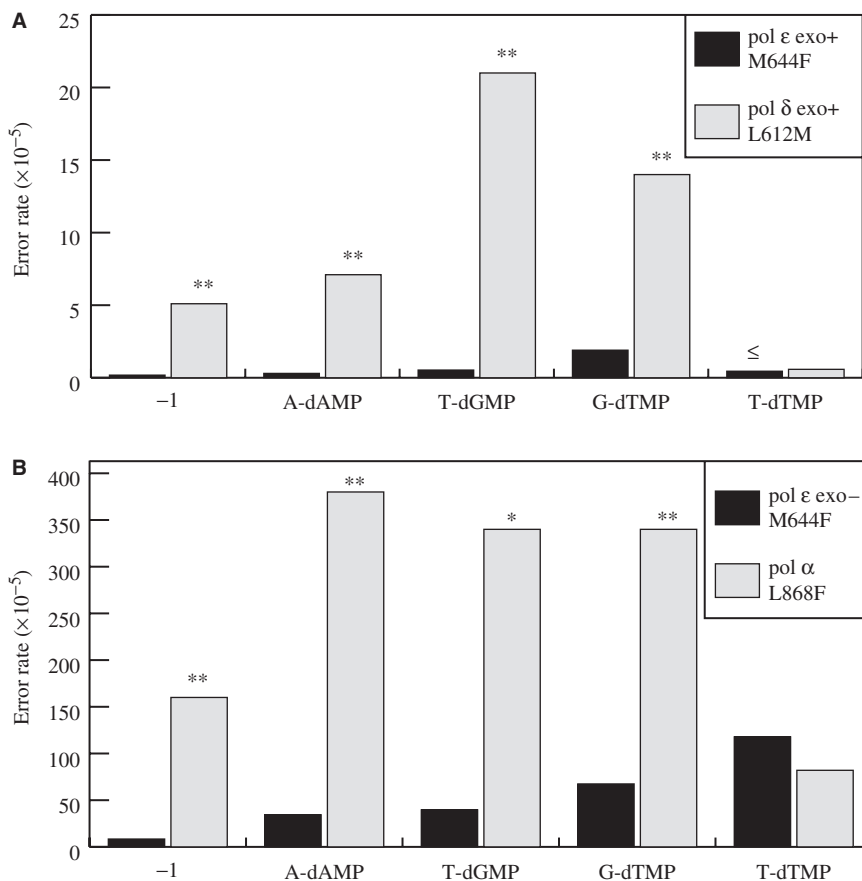 A
25
20
15
10
5
0
Error rate (×10−5)
pol ε exo+
M644F
pol δ exo+
L612M
**
**
**
**
≤
−1
A-dAMP
T-dGMP
G-dTMP
T-dTMP
B
400
350
300
250
200
150
100
50
0
Error rate (×10−5)
pol ε exo−
M644F
pol α
L868F
**
**
*
**
−1
A-dAMP
T-dGMP
G-dTMP
T-dTMP